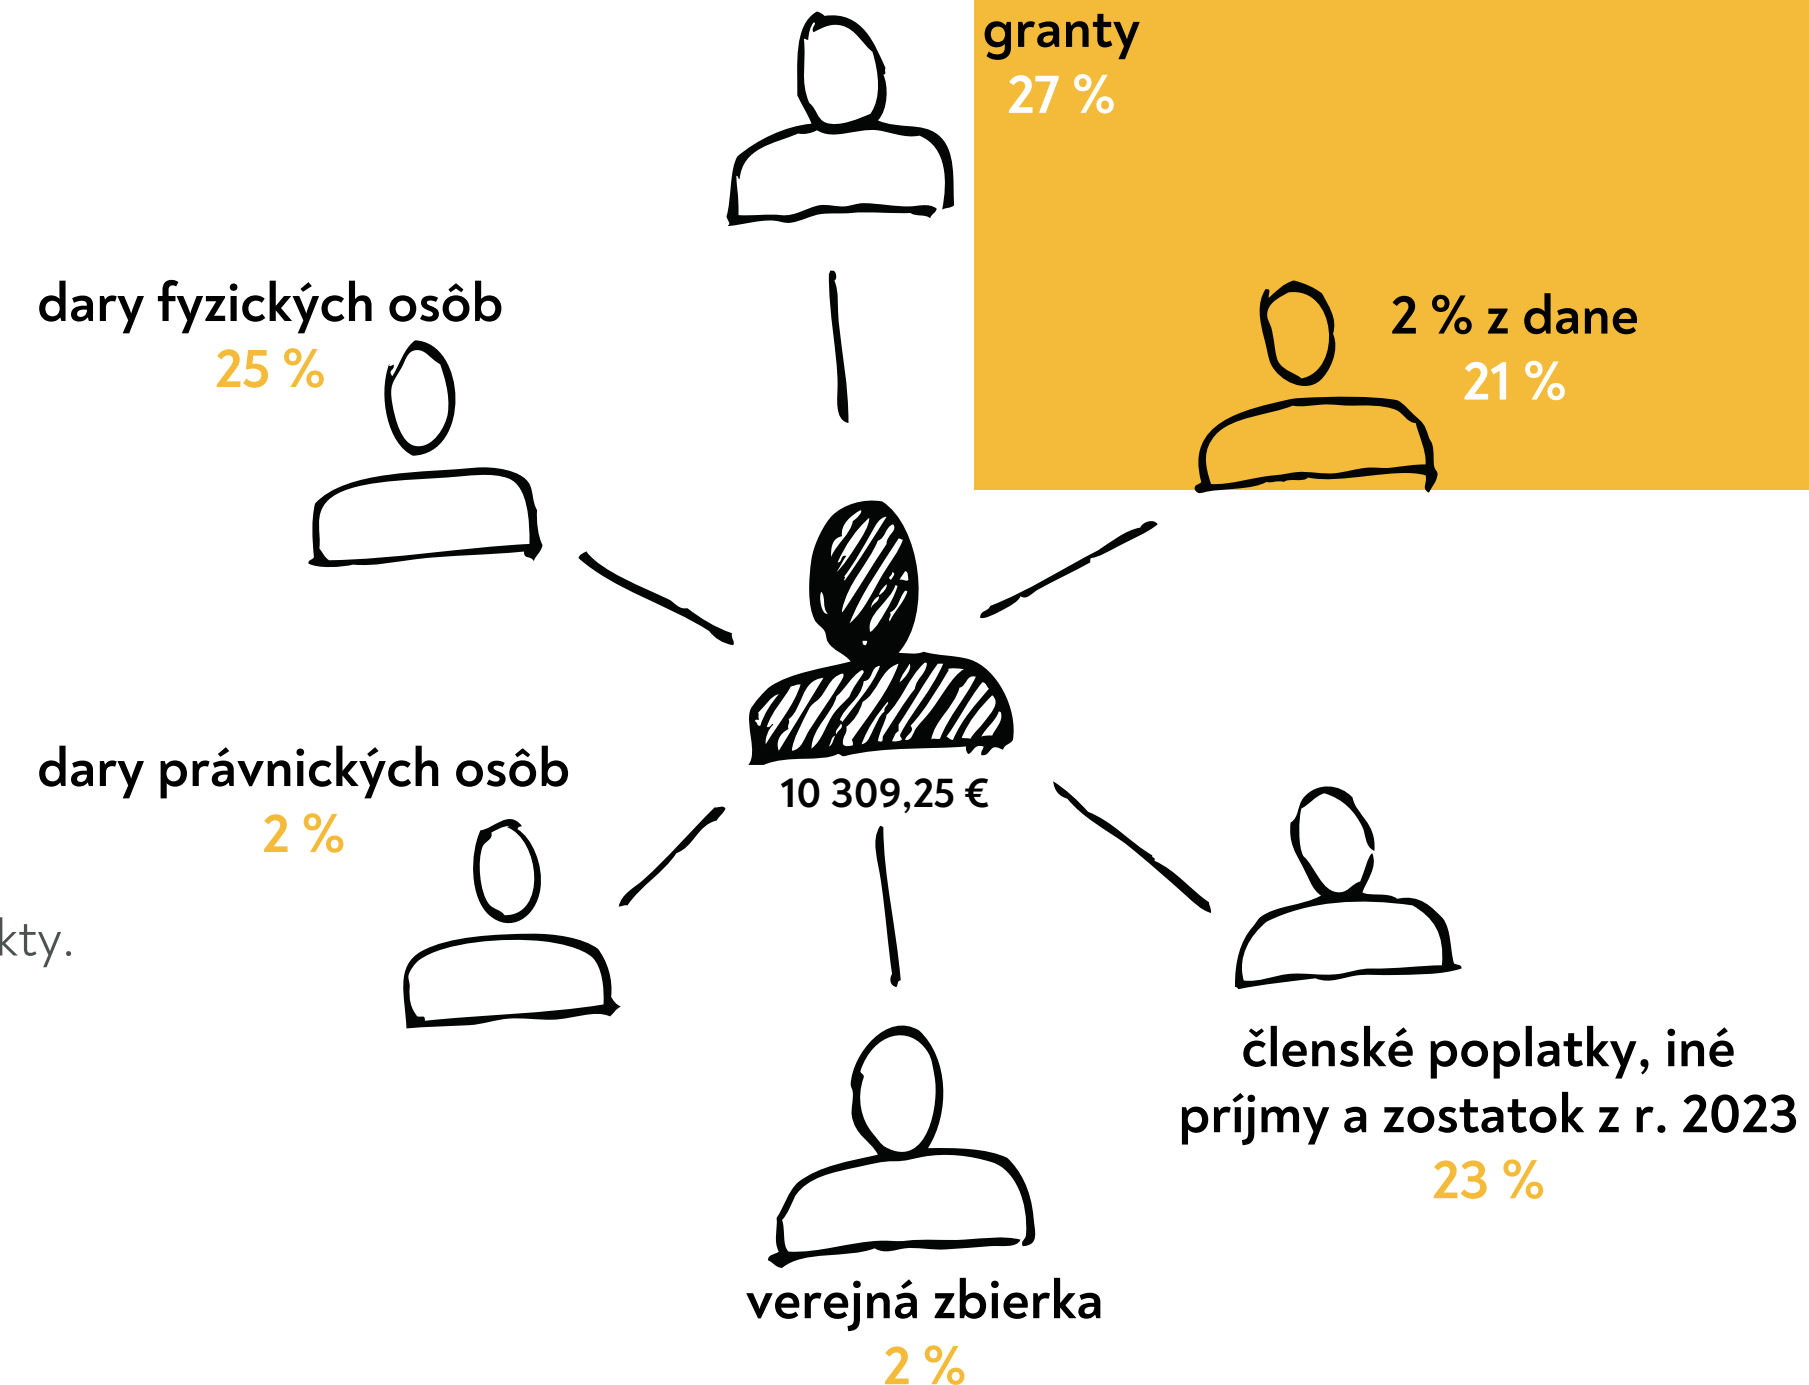 granty
27 %
dary fyzických osôb
25 %
2 % z dane
21 %
dary právnických osôb
2 %
10 309,25 €
kty.
členské poplatky, iné
príjmy a zostatok z r. 2023
23 %
verejná zbierka
2 %